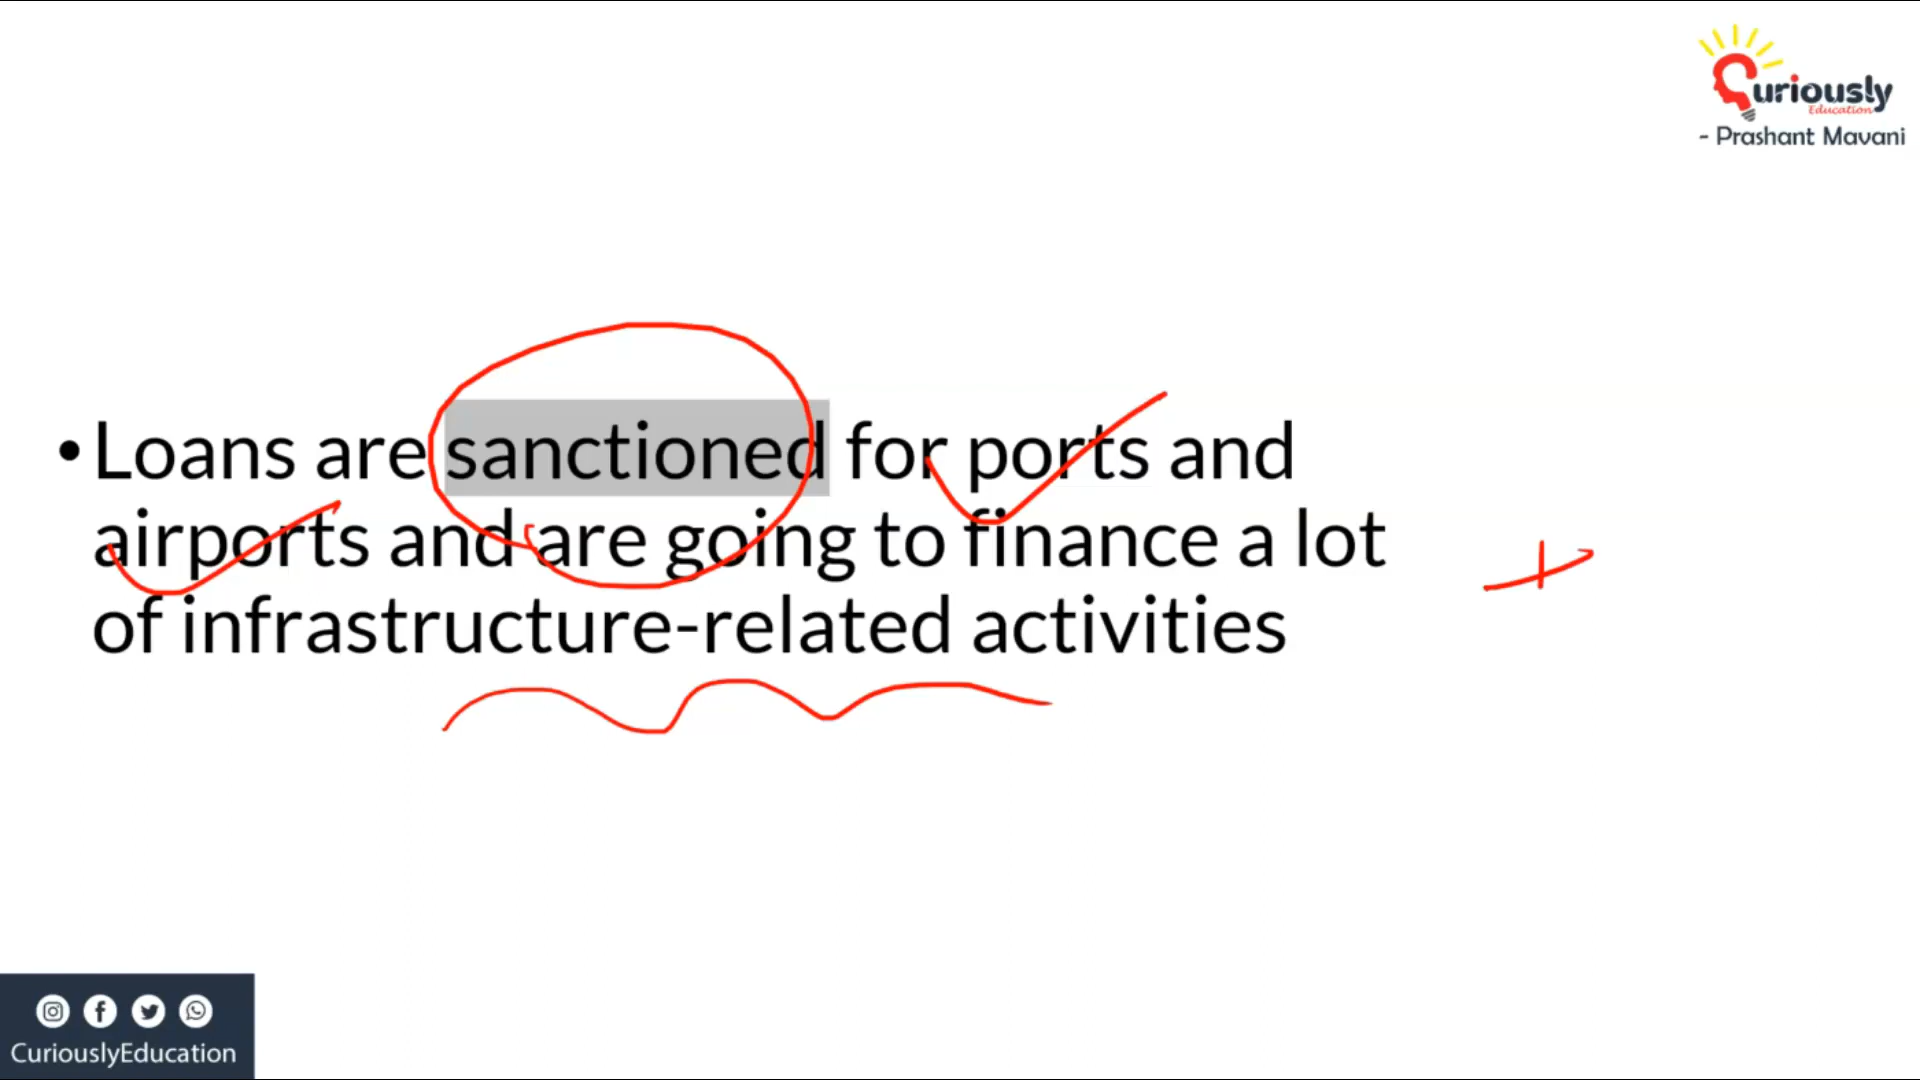 Curiously
Education
- Prashant Mavani
•Loans are sanctioned for ports and
airports and are going to finance a lot
of infrastructure-related activities
CuriouslyEducation